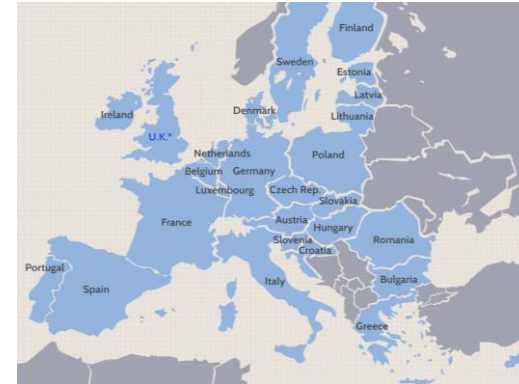 Finland
Sweden
Estonia
Latvia
Denmark
Ireland
Lithuania
U.K.*
Netherlands
Poland
Belgium
Germany
Luxembourg
Czech Rep.
Slovakia
Austria
France
Hungary
Slovenia
Romania
Croatia
Portugal
Spain
Italy
Bulgaria
Greece